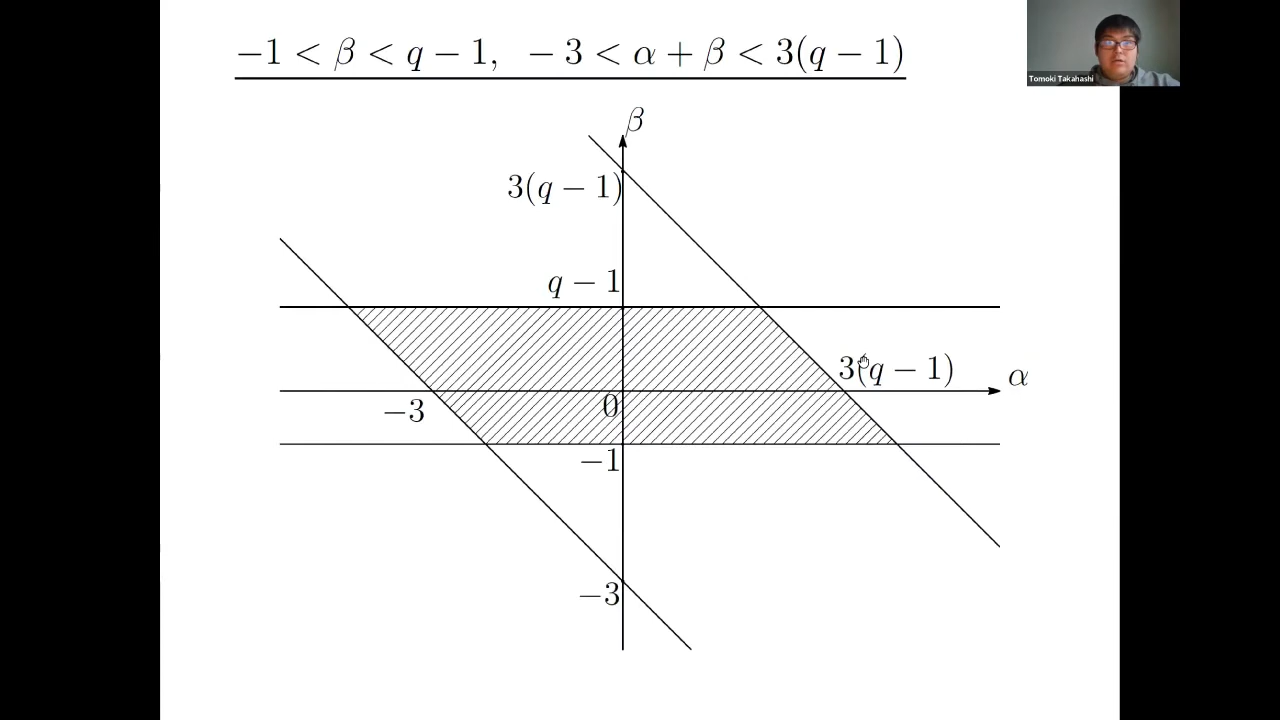 −1 < β < q − 1, −3 < α + β < 3(q − 1)
Tomoki Takahashi
β
3(q − 1)
q − 1
3(q − 1)
α
−3
0
−1
−3